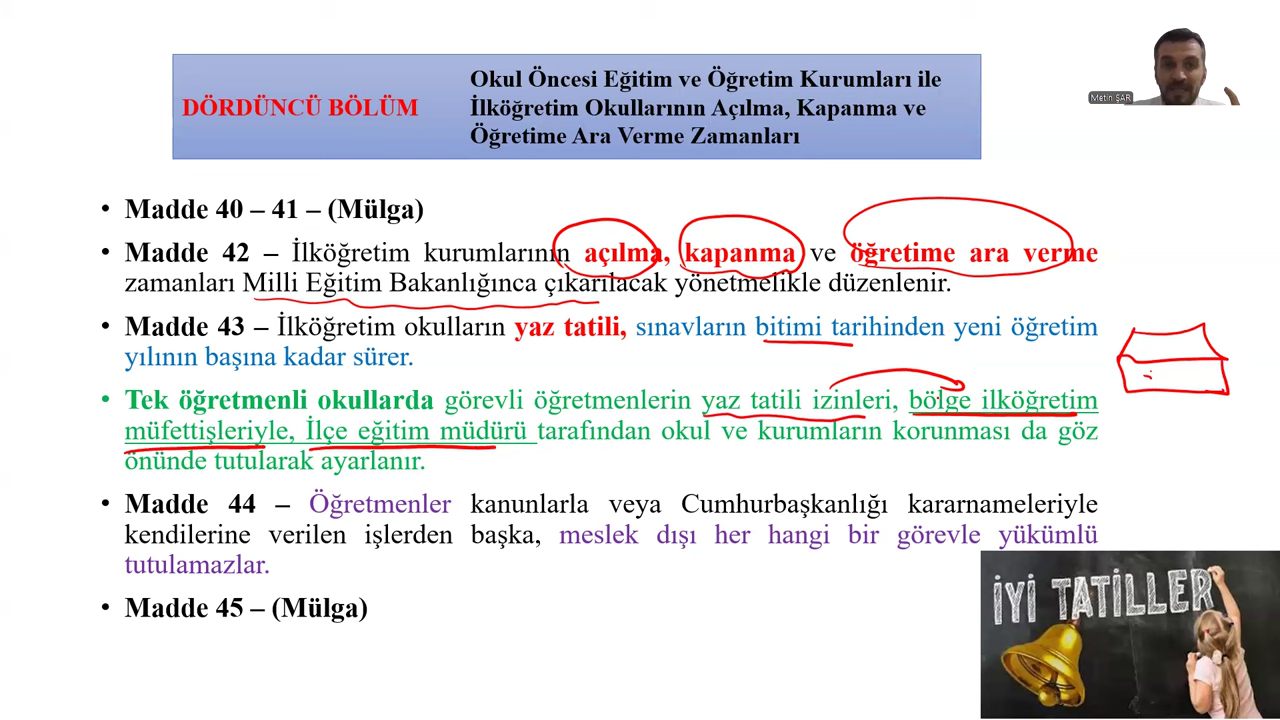 Metin ŞAR
DÖRDÜNCÜ BÖLÜM
Okul Öncesi Eğitim ve Öğretim Kurumları ile
İlköğretim Okullarının Açılma, Kapanma ve
Öğretime Ara Verme Zamanları
• Madde 40 – 41 – (Mülga)
• Madde 42 – İlköğretim kurumlarının açılma, kapanma ve öğretime ara verme
zamanları Milli Eğitim Bakanlığınca çıkarılacak yönetmelikle düzenlenir.
• Madde 43 – İlköğretim okulların yaz tatili, sınavların bitimi tarihinden yeni öğretim
yılının başına kadar sürer.
• Tek öğretmenli okullarda görevli öğretmenlerin yaz tatili izinleri, bölge ilköğretim
müfettişleriyle, İlçe eğitim müdürü tarafından okul ve kurumların korunması da göz
önünde tutularak ayarlanır.
• Madde 44 – Öğretmenler kanunlarla veya Cumhurbaşkanlığı kararnameleriyle
kendilerine verilen işlerden başka, meslek dışı her hangi bir görevle yükümlü
tutulamazlar.
• Madde 45 – (Mülga)
İYİ TATİLLER